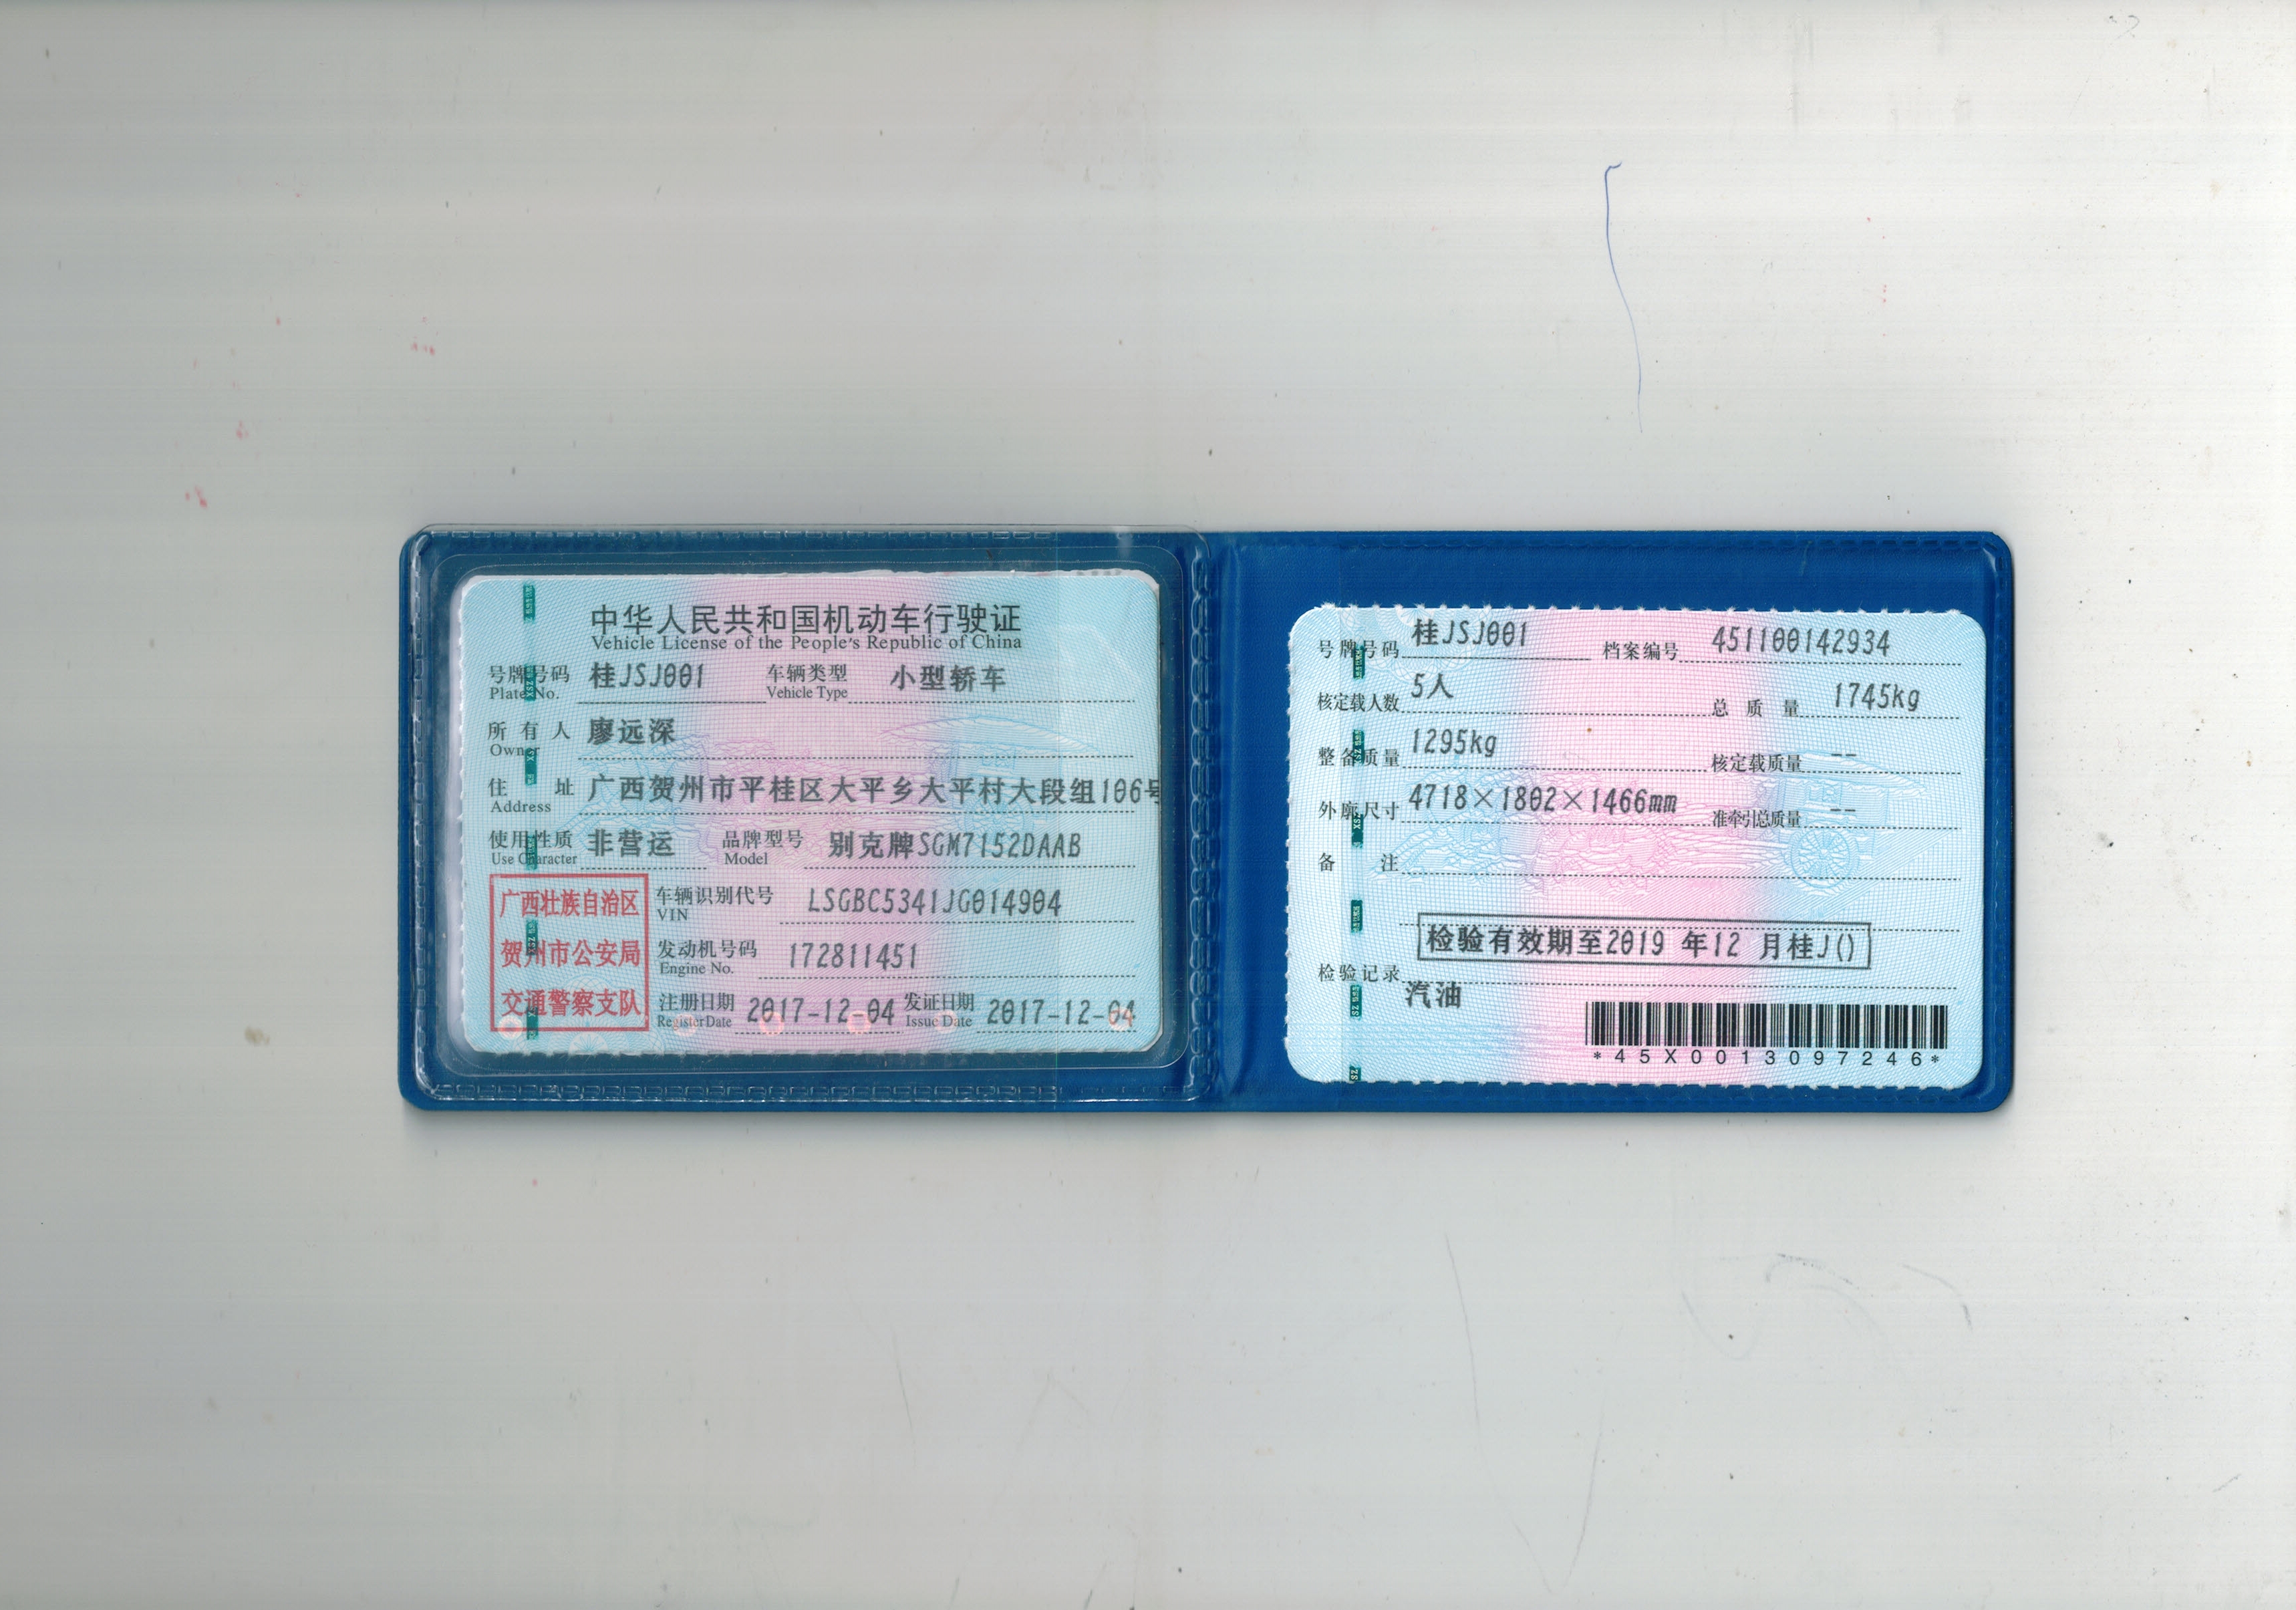 中华人民共和国机动车行驶证
Vehicle License of the People's Republic of China
号牌号码 桂JSJ001 车辆类型 小型轿车
Plate No. Vehicle Type
所有人 廖远深
Owner
住址 广西贺州市平桂区大平乡大平村大段组106号
Address
使用性质 非营运 品牌型号 别克牌SGM7152DAAB
Use Character Model
广西壮族自治区
贺州市公安局
交通警察支队
车辆识别代号 LSGBC5341JG014904
VIN
发动机号码 172811451
Engine No.
注册日期 2017-12-04 发证日期 2017-12-04
Register Date Issue Date
号牌号码 桂JSJ001 档案编号 451100142934
核定载人数 5人 总质量 1745kg
整备质量 1295kg 核定载质量 --
外廓尺寸 4718×1802×1466mm 准牵引总质量 --
备注
检验有效期至2019 年12 月桂J()
检验记录
汽油
*45X0013097246*